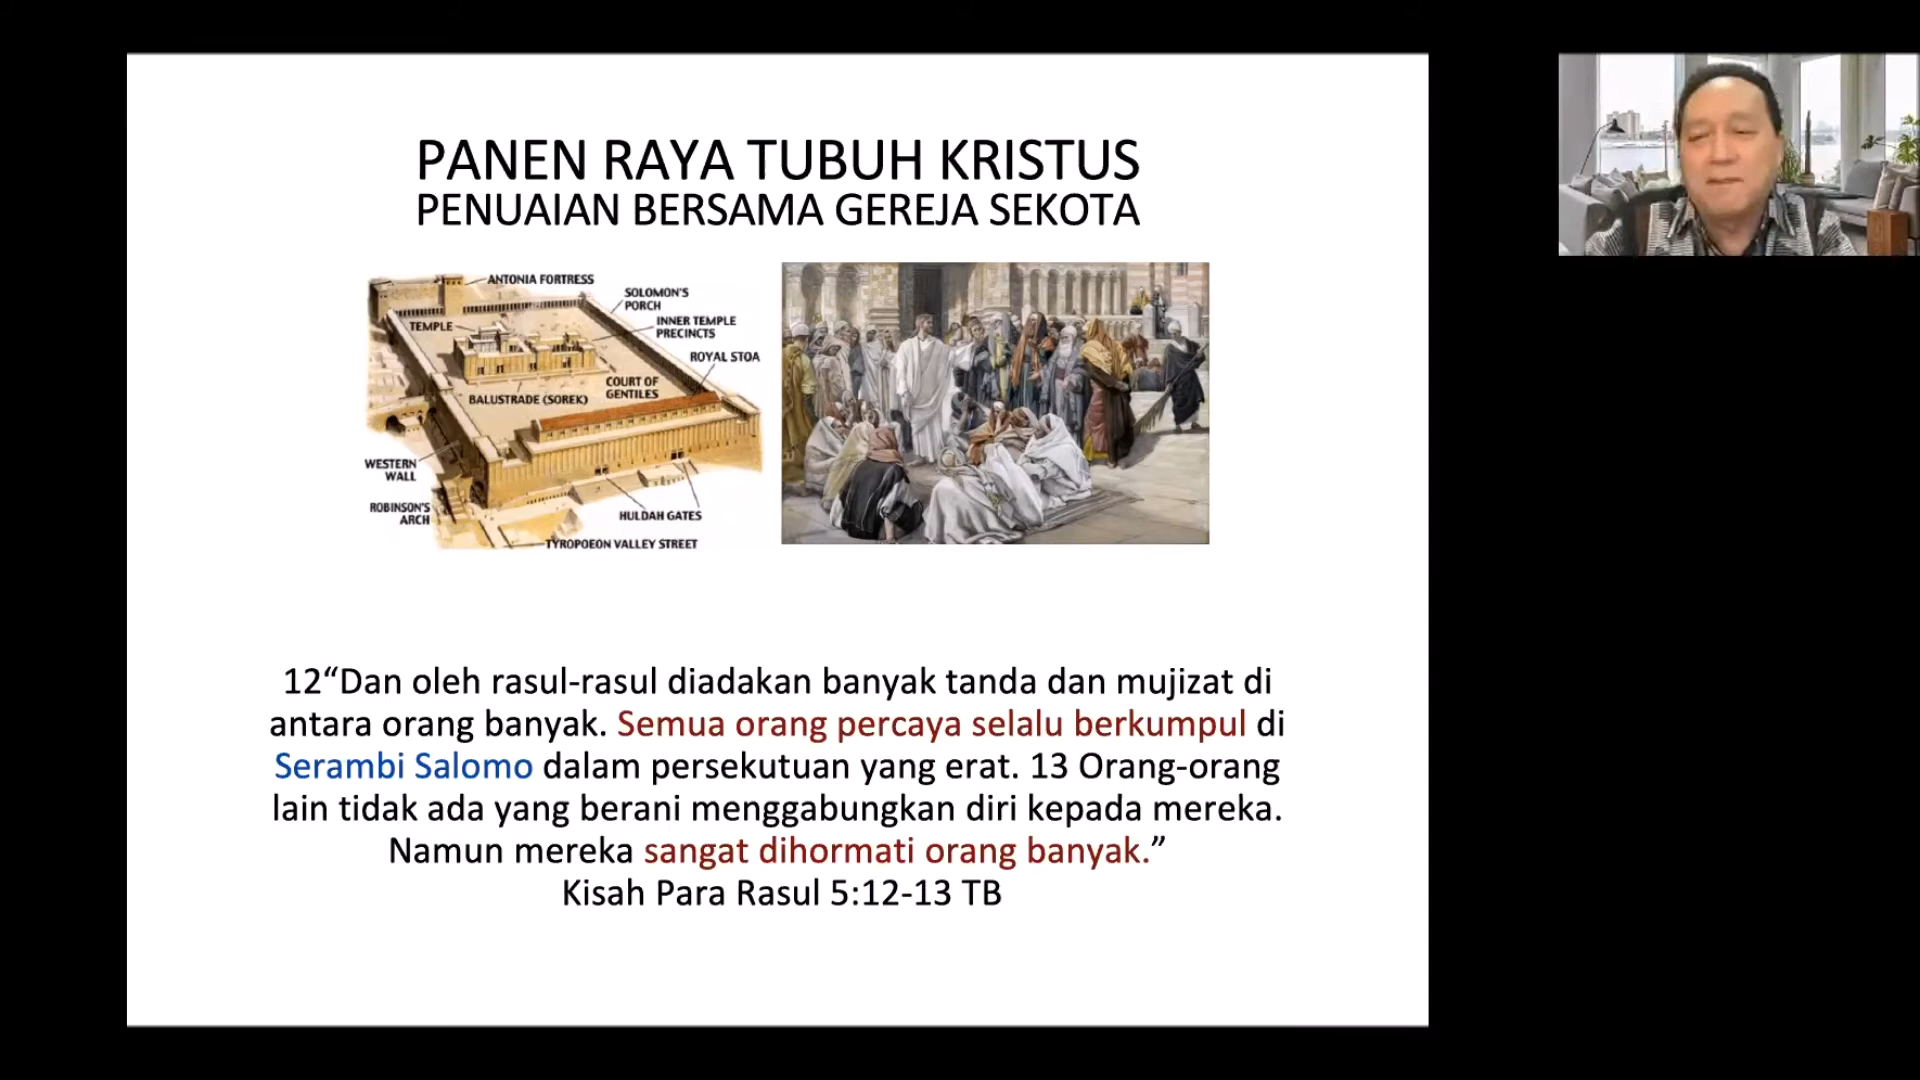 PANEN RAYA TUBUH KRISTUS
PENUAIAN BERSAMA GEREJA SEKOTA
ANTONIA FORTRESS
SOLOMON'S
PORCH
TEMPLE
INNER TEMPLE
PRECINCTS
ROYAL STOA
COURT OF
GENTILES
BALUSTRADE (SOREK)
WESTERN
WALL
ROBINSON'S
ARCH
HULDAH GATES
TYROPOEON VALLEY STREET
12“Dan oleh rasul-rasul diadakan banyak tanda dan mujizat di
antara orang banyak. Semua orang percaya selalu berkumpul di
Serambi Salomo dalam persekutuan yang erat. 13 Orang-orang
lain tidak ada yang berani menggabungkan diri kepada mereka.
Namun mereka sangat dihormati orang banyak.”
Kisah Para Rasul 5:12-13 TB